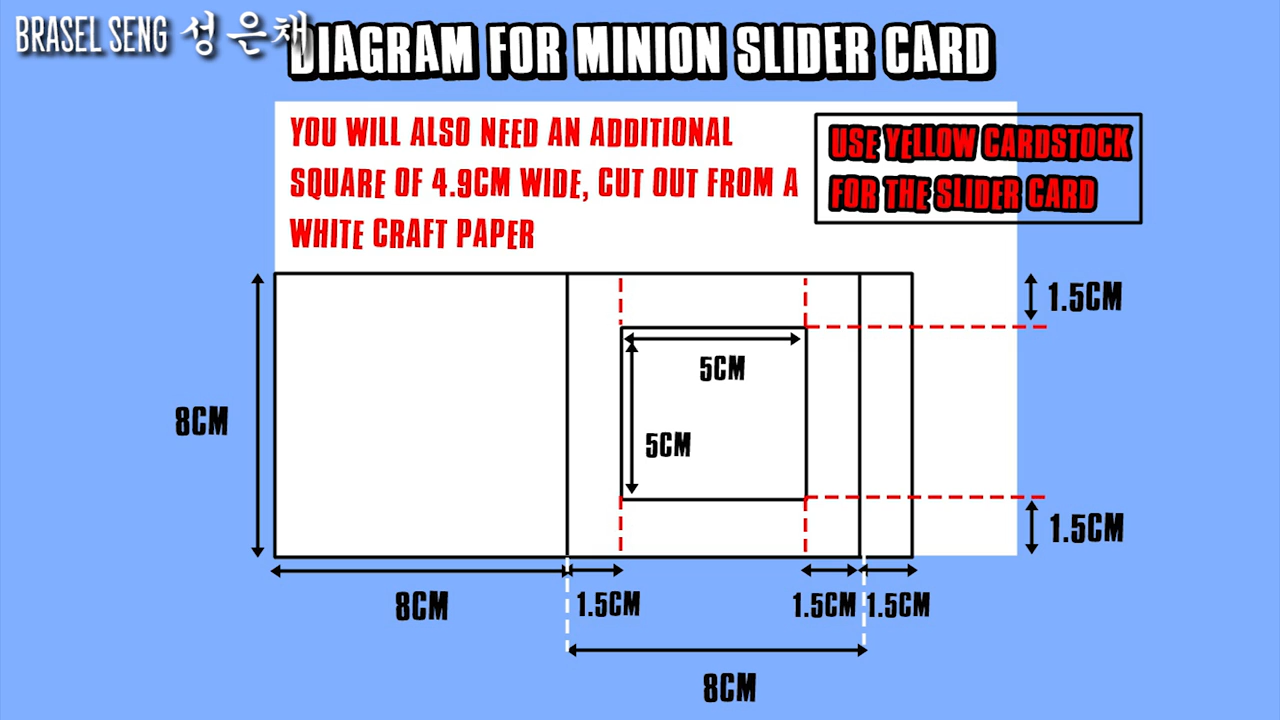 BRASEL SENG 성은채
DIAGRAM FOR MINION SLIDER CARD
YOU WILL ALSO NEED AN ADDITIONAL
SQUARE OF 4.9CM WIDE, CUT OUT FROM A
WHITE CRAFT PAPER
USE YELLOW CARDSTOCK
FOR THE SLIDER CARD
1.5CM
5CM
8CM
5CM
1.5CM
8CM
1.5CM
1.5CM
1.5CM
8CM